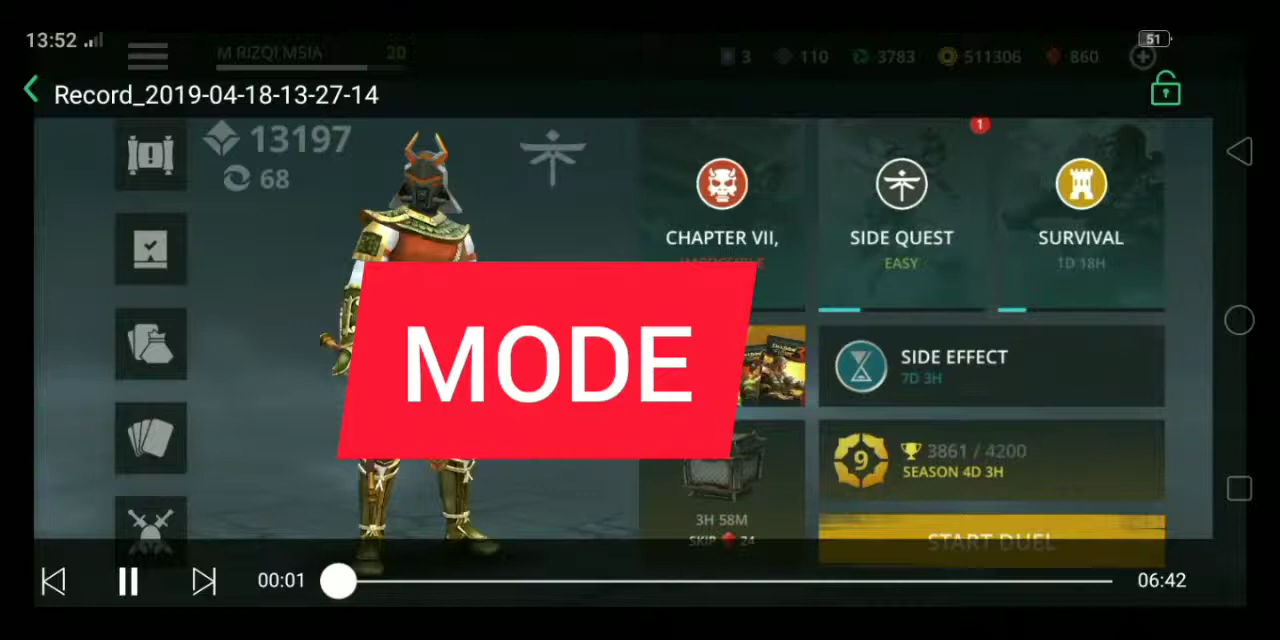 13:52
51
M RIZQI M5IA
20
3
110
3783
511306
860
Record_2019-04-18-13-27-14
13197
68
1
CHAPTER VII,
IMPOSSIBLE
SIDE QUEST
EASY
SURVIVAL
1D 18H
MODE
SIDE EFFECT
7D 3H
9
3861 / 4200
SEASON 4D 3H
3H 58M
SKIP 24
START DUEL
00:01
06:42